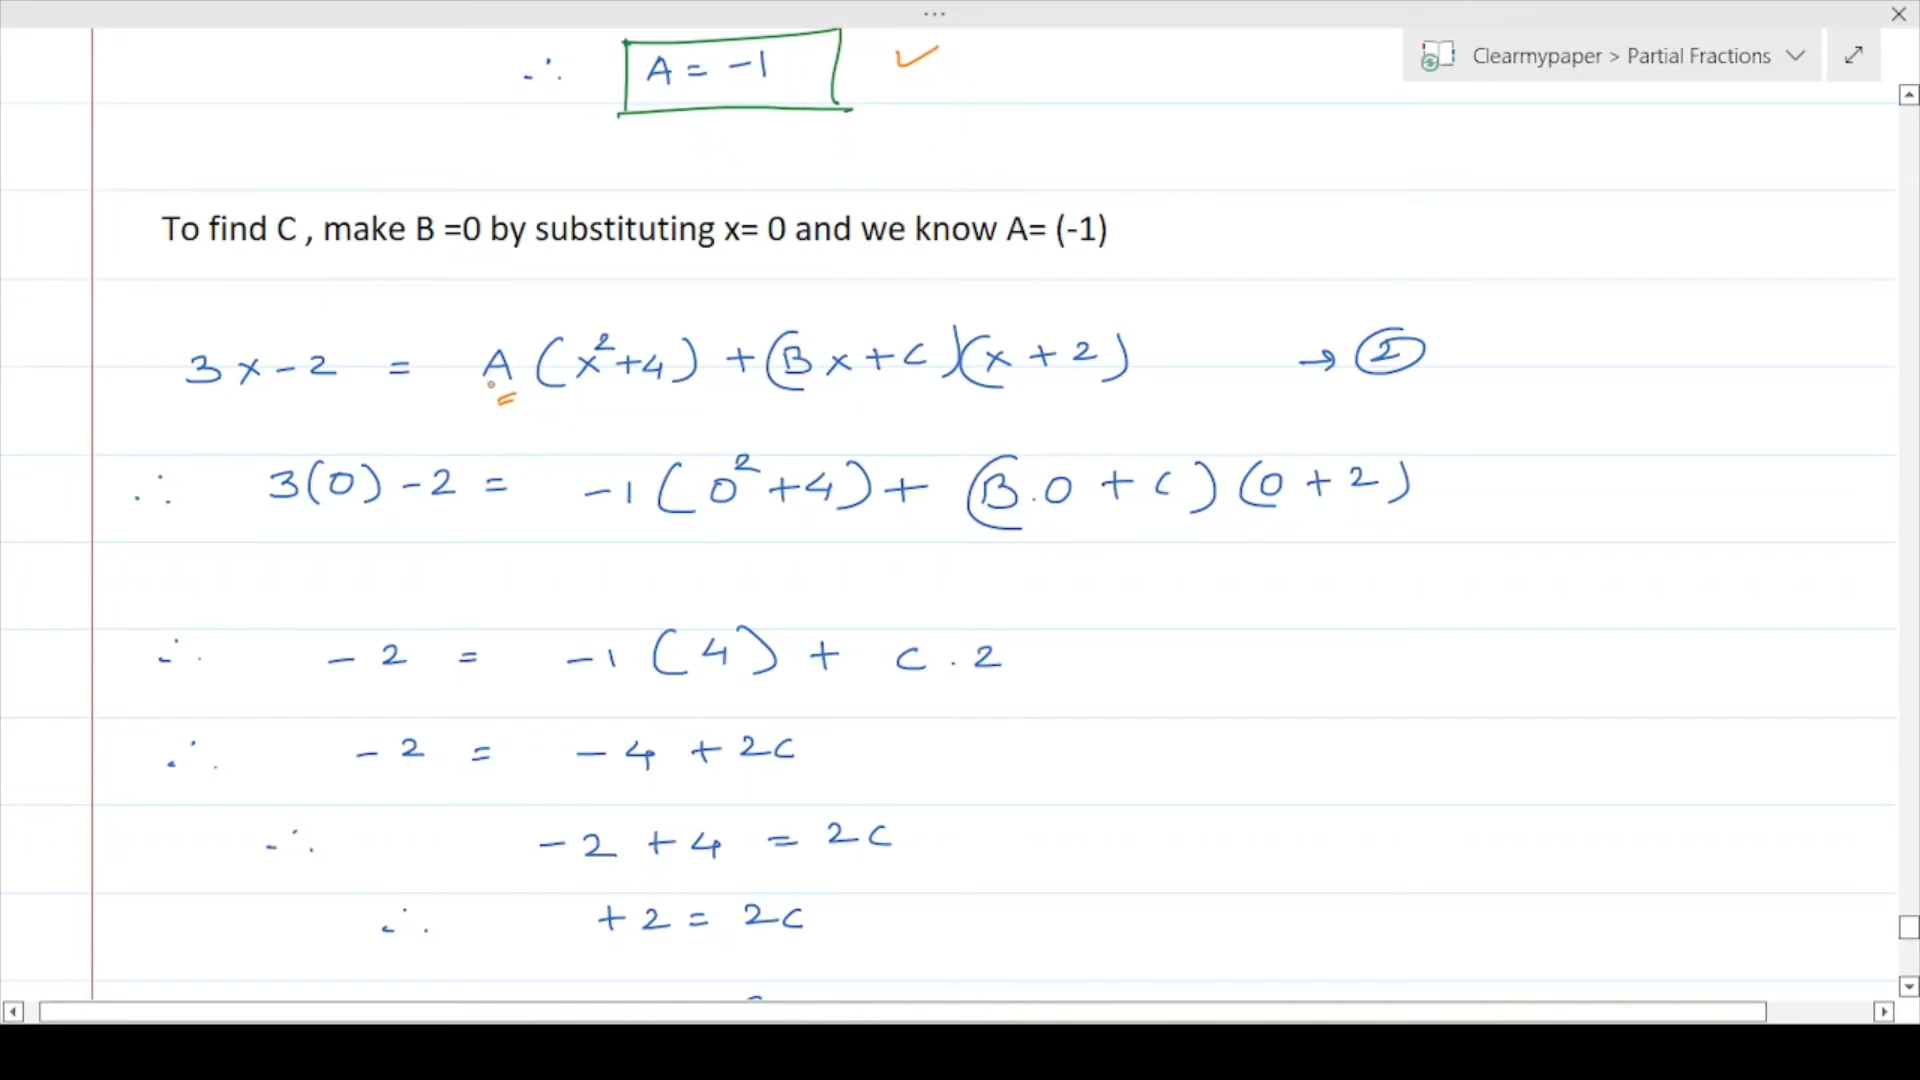 Clearmypaper > Partial Fractions
∴ A = -1 ✓
To find C , make B =0 by substituting x= 0 and we know A= (-1)
3x-2 = A(x²+4)+(Bx+C)(x+2) → ②
∴ 3(0)-2 = -1(0²+4)+(B.0+C)(0+2)
∴ -2 = -1(4)+ C.2
∴ -2 = -4+2C
∴ -2+4 = 2C
∴ +2= 2C